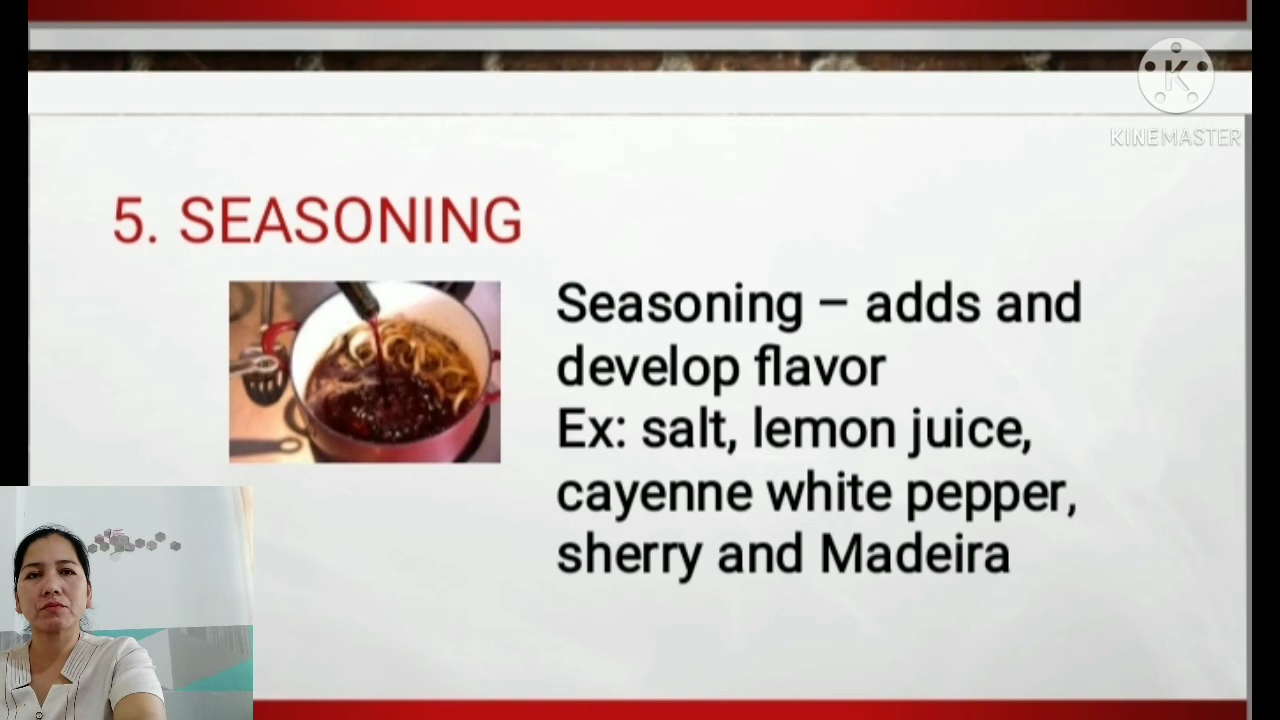 K
KINEMASTER
5. SEASONING
Seasoning – adds and
develop flavor
Ex: salt, lemon juice,
cayenne white pepper,
sherry and Madeira